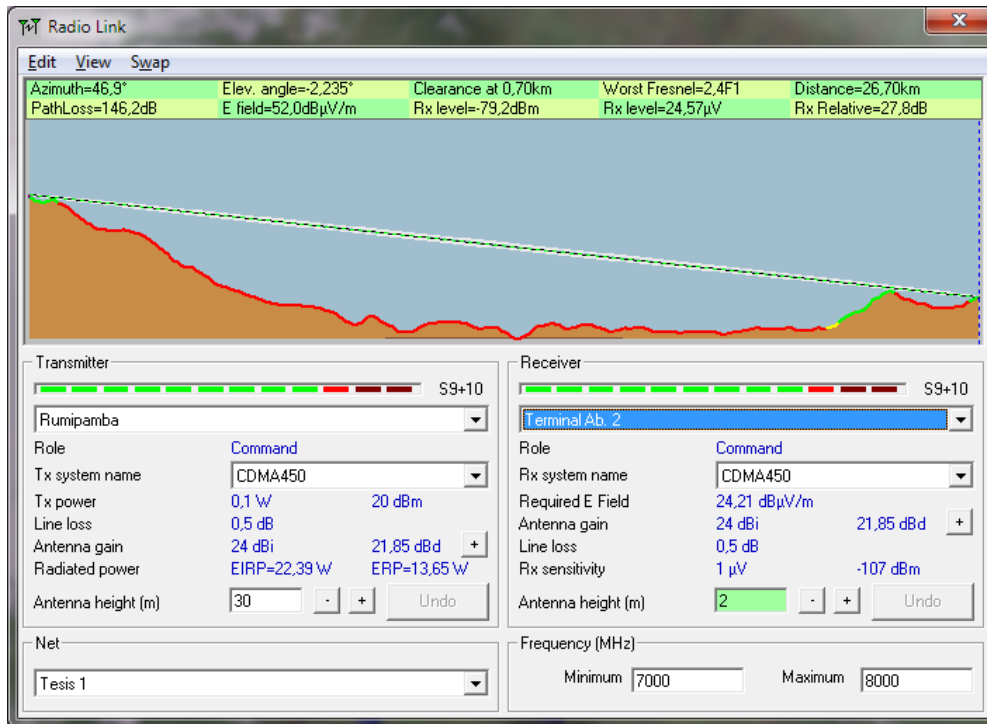 Radio Link
Edit View Swap
Azimuth=46,9° Elev. angle=-2,235° Clearance at 0,70km Worst Fresnel=2,4F1 Distance=26,70km
PathLoss=146,2dB E field=52,0dBµV/m Rx level=-79,2dBm Rx level=24,57µV Rx Relative=27,8dB
Transmitter
S9+10
Rumipamba
Role Command
Tx system name CDMA450
Tx power 0,1 W 20 dBm
Line loss 0,5 dB
Antenna gain 24 dBi 21,85 dBd +
Radiated power EIRP=22,39 W ERP=13,65 W
Antenna height (m) 30 - + Undo
Net
Tesis 1
Receiver
S9+10
Terminal Ab. 2
Role Command
Rx system name CDMA450
Required E Field 24,21 dBµV/m
Antenna gain 24 dBi 21,85 dBd +
Line loss 0,5 dB
Rx sensitivity 1 µV -107 dBm
Antenna height (m) 2 - + Undo
Frequency (MHz)
Minimum 7000 Maximum 8000